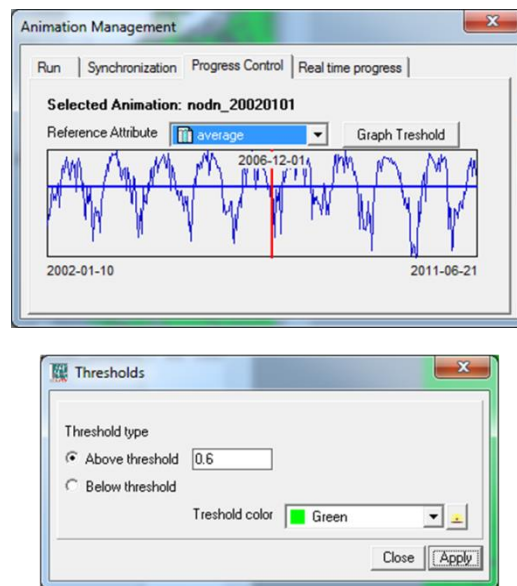 Animation Management
Run Synchronization Progress Control Real time progress
Selected Animation: nodn_20020101
Reference Attribute average Graph Treshold
2006-12-01
2002-01-10 2011-06-21
Thresholds
Threshold type
Above threshold 0.6
Below threshold
Treshold color Green
Close Apply